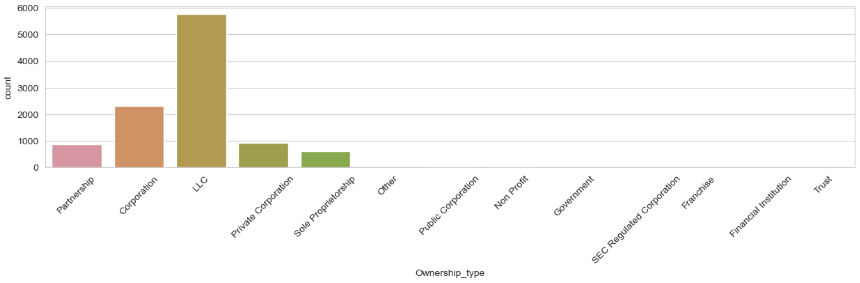 6000
5000
4000
3000
2000
1000
0
count
Partnership
Corporation
LLC
Private Corporation
Sole Proprietorship
Other
Public Corporation
Non Profit
Government
SEC Regulated Corporation
Franchise
Financial Institution
Trust
Ownership_type